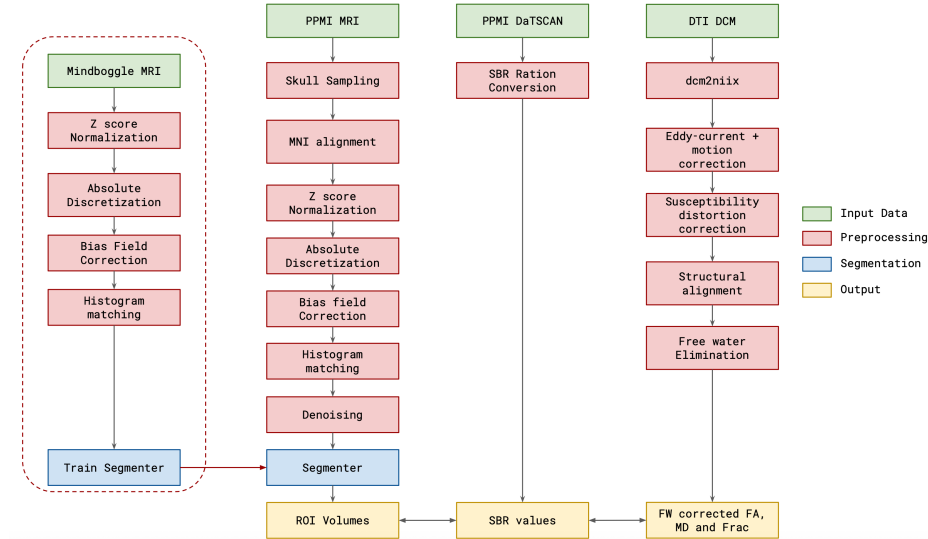 Mindboggle MRI
Z score
Normalization
Absolute
Discretization
Bias Field
Correction
Histogram
matching
Train Segmenter
PPMI MRI
Skull Sampling
MNI alignment
Z score
Normalization
Absolute
Discretization
Bias field
Correction
Histogram
matching
Denoising
Segmenter
ROI Volumes
PPMI DaTSCAN
SBR Ration
Conversion
SBR values
DTI DCM
dcm2niix
Eddy-current +
motion
correction
Susceptibility
distortion
correction
Structural
alignment
Free water
Elimination
FW corrected FA,
MD and Frac
Input Data
Preprocessing
Segmentation
Output